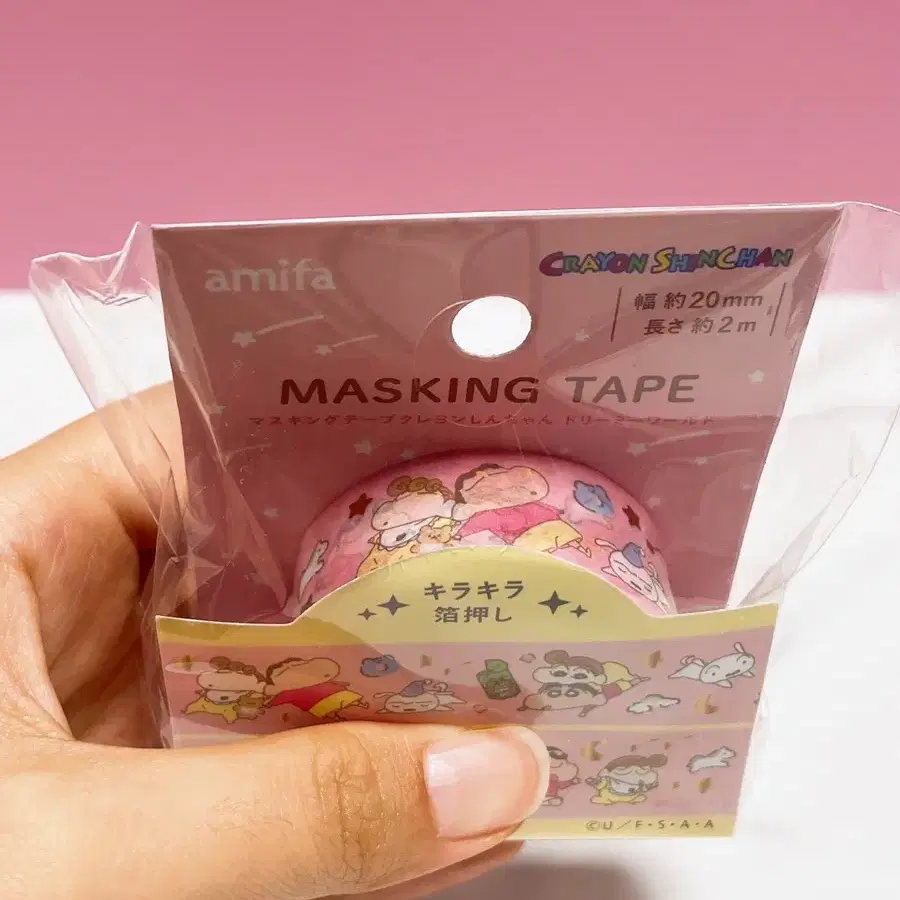 amifa
CRAYON SHINCHAN
幅 約20mm
長さ 約2m
MASKING TAPE
マスキングテープクレヨンしんちゃん ドリーミーワールド
キラキラ
箔押し
©U/F・S・A・A